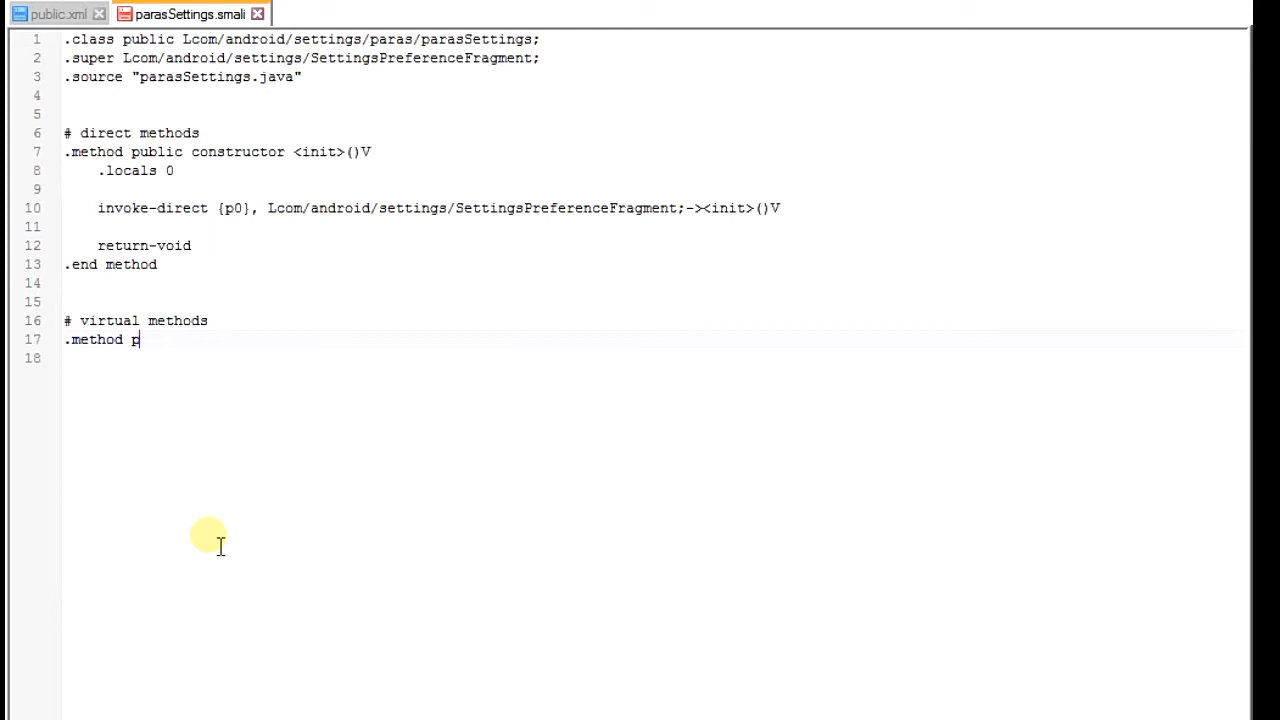 public.xml parasSettings.smali
1 .class public Lcom/android/settings/paras/parasSettings;
2 .super Lcom/android/settings/SettingsPreferenceFragment;
3 .source "parasSettings.java"
4
5
6 # direct methods
7 .method public constructor <init>()V
8 .locals 0
9
10 invoke-direct {p0}, Lcom/android/settings/SettingsPreferenceFragment;-><init>()V
11
12 return-void
13 .end method
14
15
16 # virtual methods
17 .method p
18